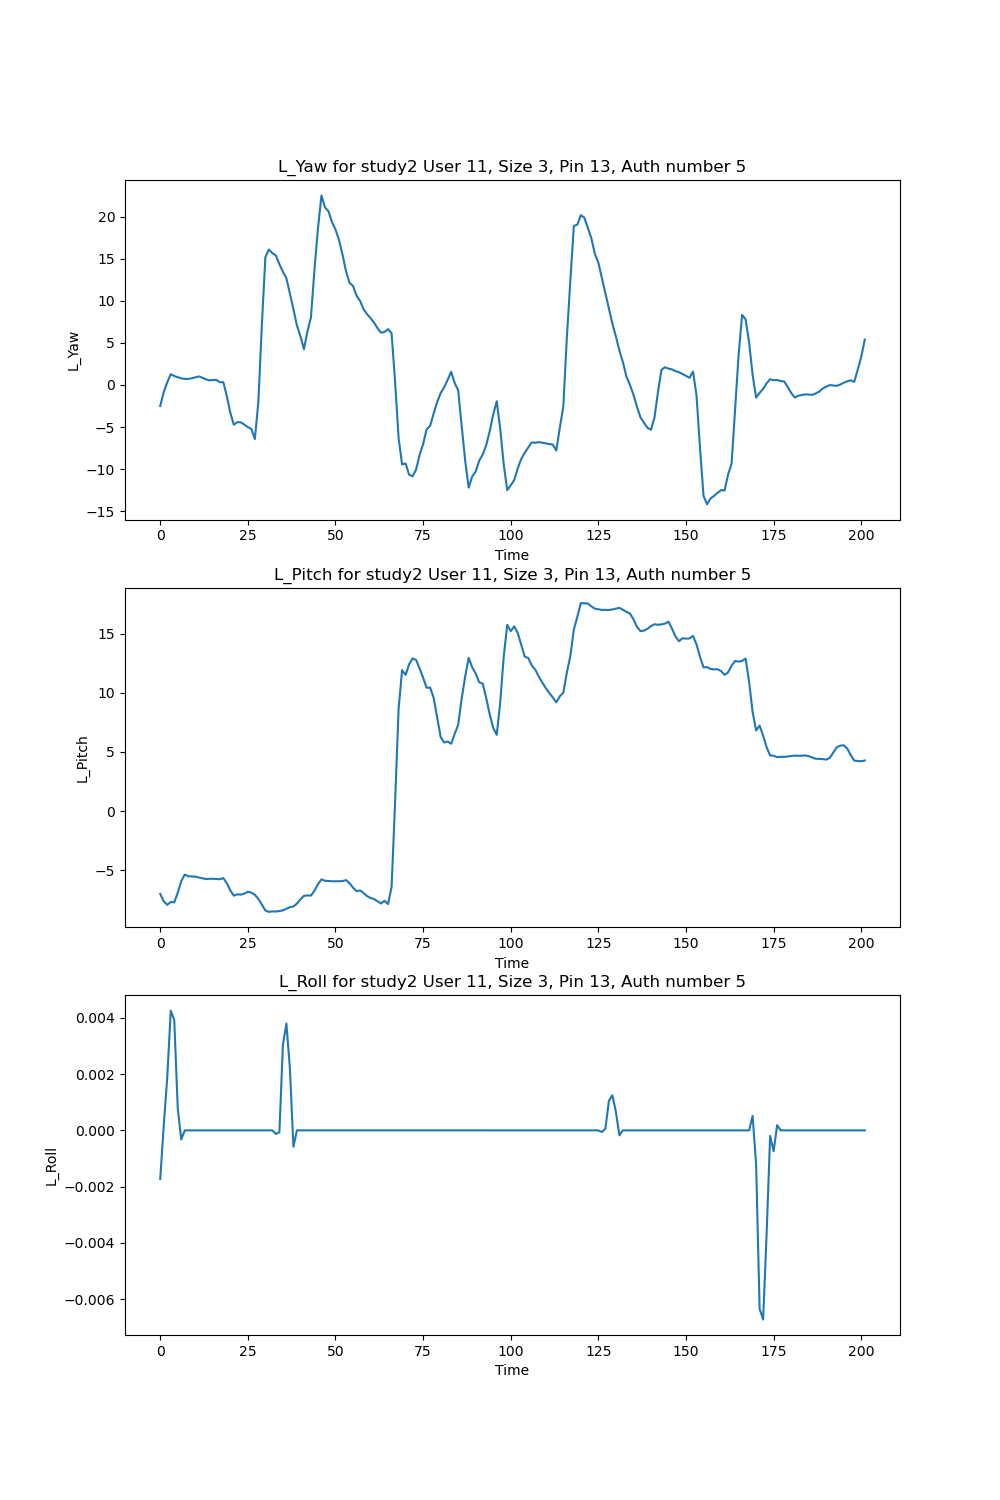 L_Yaw for study2 User 11, Size 3, Pin 13, Auth number 5
20
15
10
5
0
−5
−10
−15
L_Yaw
0 25 50 75 100 125 150 175 200
Time
L_Pitch for study2 User 11, Size 3, Pin 13, Auth number 5
15
10
5
0
−5
L_Pitch
0 25 50 75 100 125 150 175 200
Time
L_Roll for study2 User 11, Size 3, Pin 13, Auth number 5
0.004
0.002
0.000
−0.002
−0.004
−0.006
L_Roll
0 25 50 75 100 125 150 175 200
Time